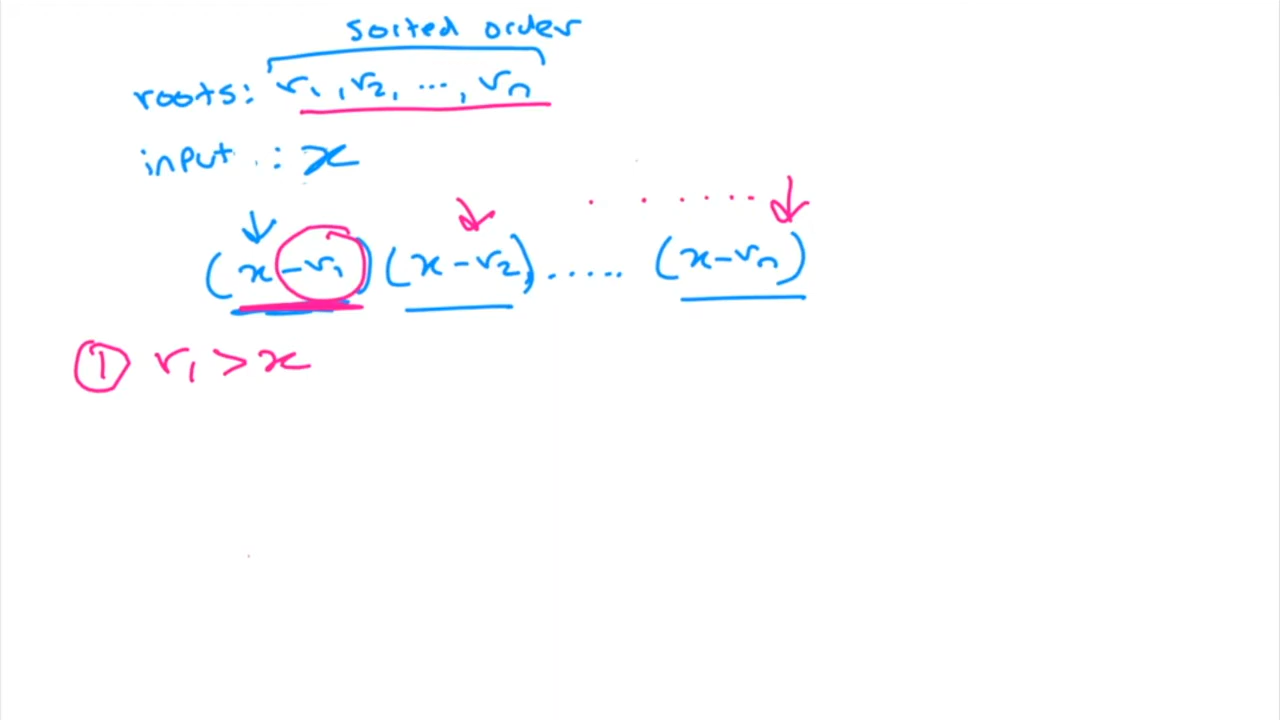 sorted order
roots: r1, r2, ..., rn
input : x
(x-r1)(x-r2)......(x-rn)
① r1 > x